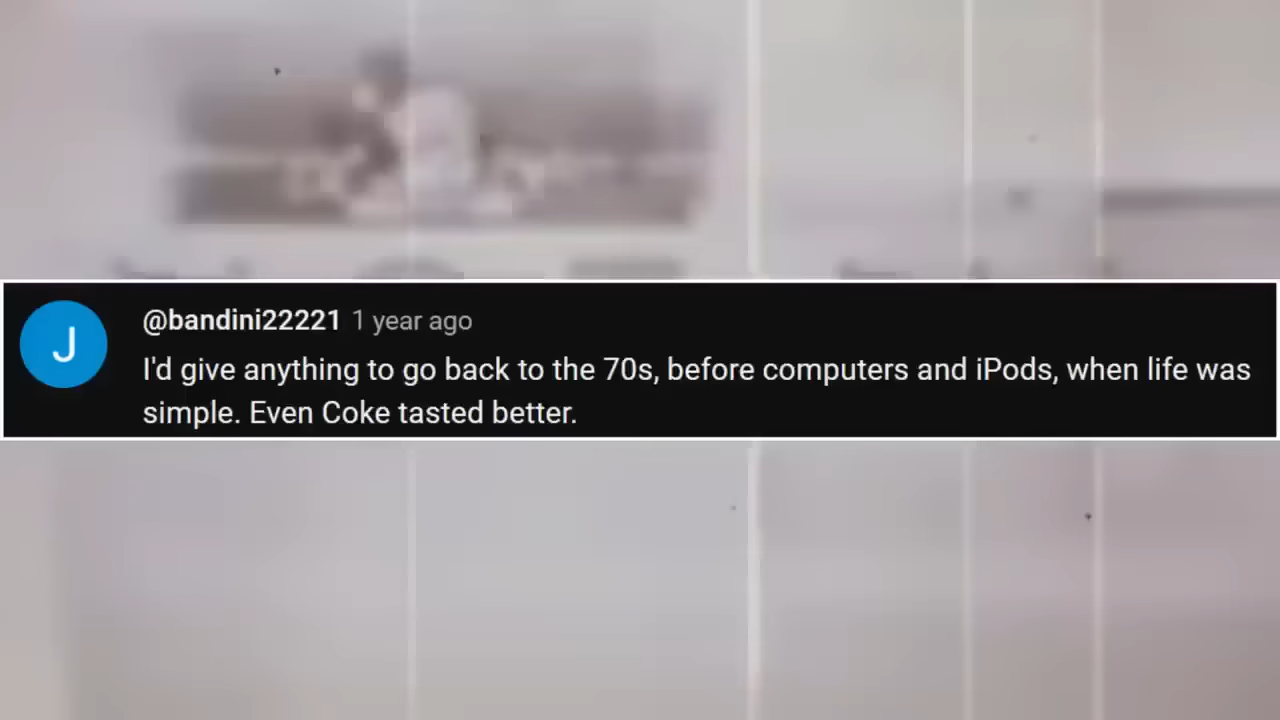 J
@bandini22221 1 year ago
I'd give anything to go back to the 70s, before computers and iPods, when life was
simple. Even Coke tasted better.